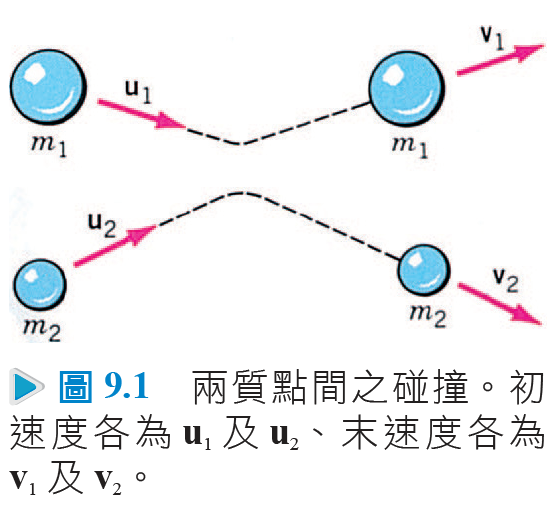 v₁
u₁
m₁
m₁
u₂
v₂
m₂
m₂
圖 9.1 兩質點間之碰撞。初
速度各為 u₁ 及 u₂、末速度各為
v₁ 及 v₂。